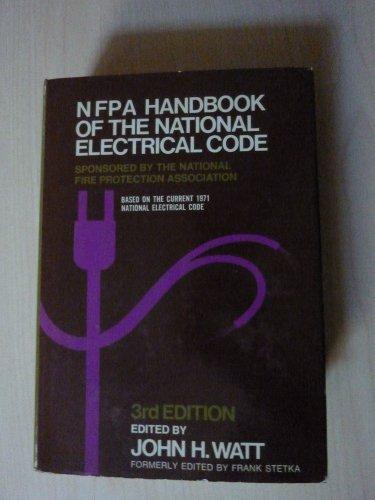 NFPA HANDBOOK
OF THE NATIONAL
ELECTRICAL CODE
SPONSORED BY THE NATIONAL
FIRE PROTECTION ASSOCIATION
BASED ON THE CURRENT 1971
NATIONAL ELECTRICAL CODE
3rd EDITION
EDITED BY
JOHN H. WATT
FORMERLY EDITED BY FRANK STETKA